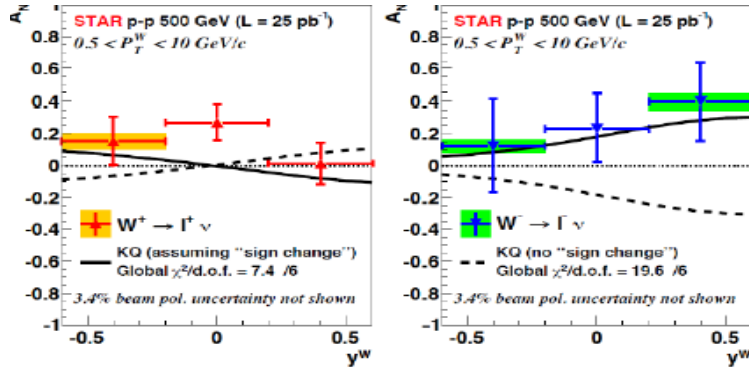 A_N
STAR p-p 500 GeV (L = 25 pb⁻¹)
0.5 < P_T^W < 10 GeV/c
1
0.8
0.6
0.4
0.2
0
-0.2
-0.4
-0.6
-0.8
-1
W⁺ → l⁺ ν
KQ (assuming “sign change”)
Global χ²/d.o.f. = 7.4 /6
3.4% beam pol. uncertainty not shown
-0.5 0 0.5
y^W
A_N
STAR p-p 500 GeV (L = 25 pb⁻¹)
0.5 < P_T^W < 10 GeV/c
1
0.8
0.6
0.4
0.2
0
-0.2
-0.4
-0.6
-0.8
-1
W⁻ → l⁻ ν
KQ (no “sign change”)
Global χ²/d.o.f. = 19.6 /6
3.4% beam pol. uncertainty not shown
-0.5 0 0.5
y^W